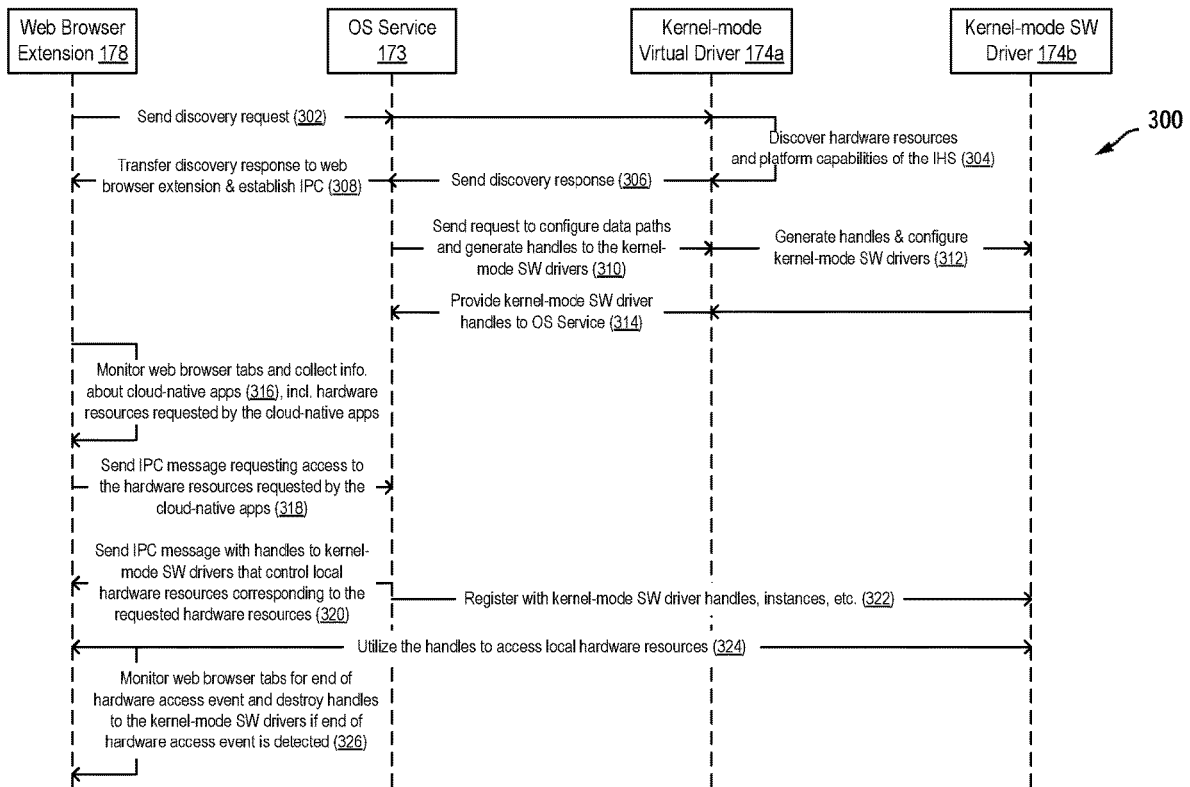 Web Browser
Extension 178
OS Service
173
Kernel-mode
Virtual Driver 174a
Kernel-mode SW
Driver 174b
300
Send discovery request (302)
Discover hardware resources
and platform capabilities of the IHS (304)
Transfer discovery response to web
browser extension & establish IPC (308)
Send discovery response (306)
Send request to configure data paths
and generate handles to the kernel-
mode SW drivers (310)
Generate handles & configure
kernel-mode SW drivers (312)
Provide kernel-mode SW driver
handles to OS Service (314)
Monitor web browser tabs and collect info.
about cloud-native apps (316), incl. hardware
resources requested by the cloud-native apps
Send IPC message requesting access to
the hardware resources requested by the
cloud-native apps (318)
Send IPC message with handles to kernel-
mode SW drivers that control local
hardware resources corresponding to the
requested hardware resources (320)
Register with kernel-mode SW driver handles, instances, etc. (322)
Utilize the handles to access local hardware resources (324)
Monitor web browser tabs for end of
hardware access event and destroy handles
to the kernel-mode SW drivers if end of
hardware access event is detected (326)